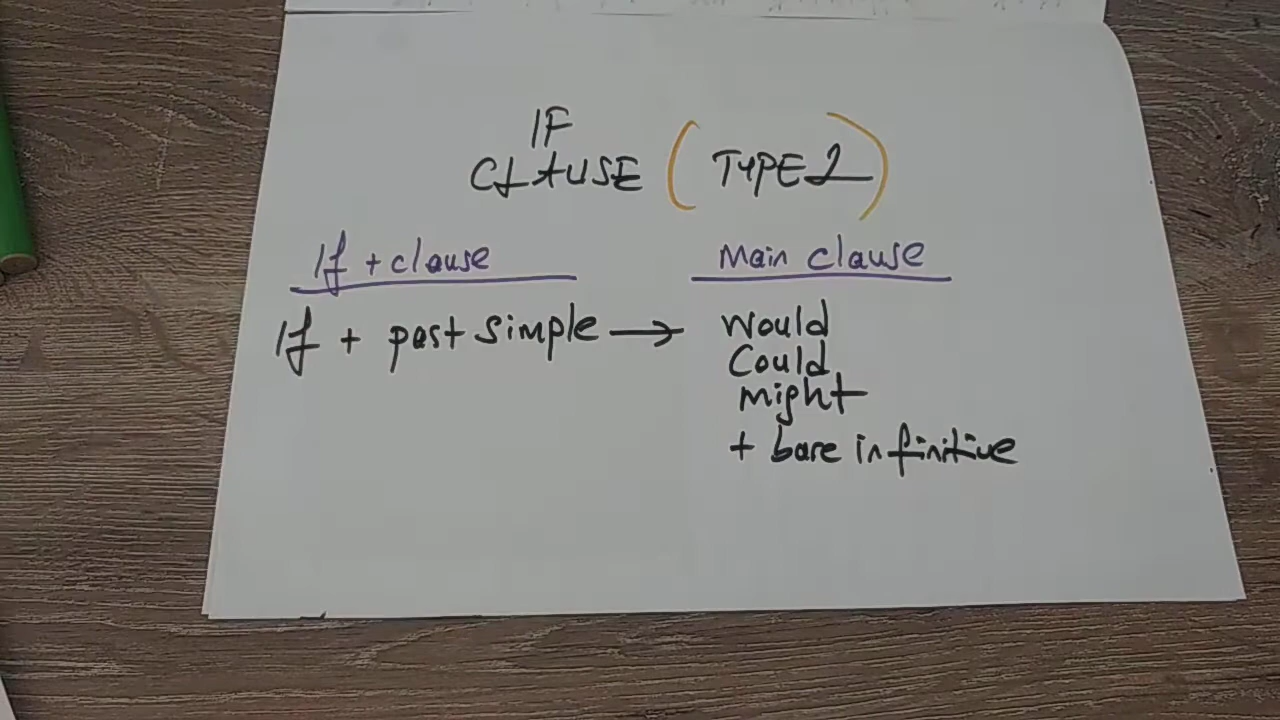 IF
CLAUSE (TYPE 2)
If + clause
Main clause
If + past simple →
Would
Could
might
+ bare infinitive